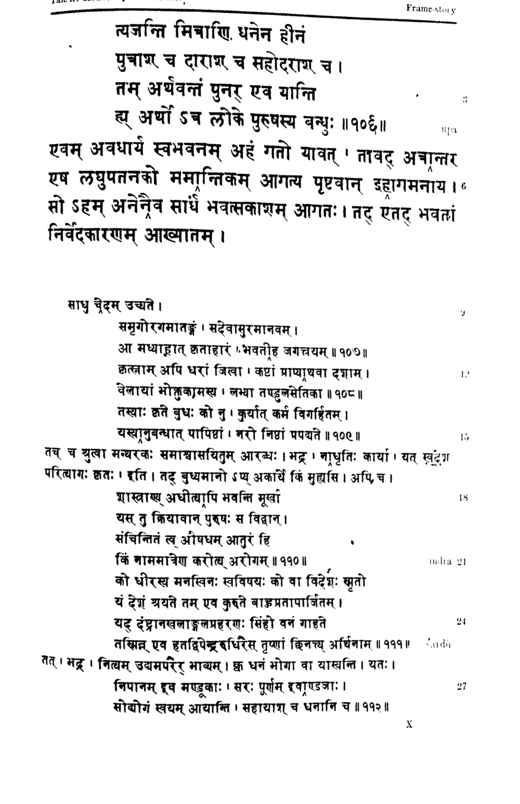 Frame-story
त्यजन्ति मित्राणि धनेन हीनं
पुत्राश् च दाराश् च सहोदराश् च ।
तम् अर्थवन्तं पुनर् एव यान्ति
3
ह्य् अर्थो ऽच लोके पुरुषस्य बन्धुः ॥१०६॥
एवम् अवधार्य स्वभवनम् अहं गतो यावत् । तावद् अत्रान्तर
एष लघुपतनको ममान्तिकम् आगत्य पृष्टवान् इहागमनाय । 6
सो ऽहम् अनेनैव सार्धं भवत्सकाशम् आगतः । तद् एतद् भवतां
निर्वेदकारणम् आख्यातम् ।
साधु चेदम् उच्यते ।
9
समृगोरगमातङ्गं । सदेवासुरमानवम् ।
आ मध्याह्नात् कृताहारं । भवतीह जगत्त्रयम् ॥१०७॥
कृत्स्नाम् अपि धरां जित्वा । कष्टां प्राप्याथवा दशाम् ।
12
वेलायां भोक्तुकामस्य । लभ्या तण्डुलसेतिका ॥१०८॥
तस्याः कृते बुधः को नु । कुर्यात् कर्म विगर्हितम् ।
यस्यानुबन्धात् पापिष्ठां । नरो निष्ठां प्रपद्यते ॥१०९॥
15
तच् च श्रुत्वा मन्थरकः समाश्वासयितुम् आरब्धः । भद्र । नाधृतिः कार्या । यत् स्वदेश
परित्यागः कृतः । इति । तद् बुध्यमानो ऽप्य् अकार्ये किं मुह्यसि । अपि च ।
शास्त्राण्य् अधीत्यापि भवन्ति मूर्खा
18
यस् तु क्रियावान् पुरुषः स विद्वान् ।
संचिन्तितं त्व् औषधम् आतुरं हि
किं नाममात्रेण करोत्य् अरोगम् ॥११०॥
indra 21
को धीरस्य मनस्विनः स्वविषयः को वा विदेशः स्मृतो
यं देशं श्रयते तम् एव कुरुते बाहुप्रतापार्जितम् ।
यद् दंष्ट्रानखलाङ्गलप्रहरणः सिंहो वनं गाहते
24
तस्मिन्न् एव हतद्विपेन्द्ररुधिरैस् तृष्णां छिनत्त्य् अर्थिनाम् ॥१११॥
तत् । भद्र । नित्यम् उद्यमपरैर् भाव्यम् । क्व धनं भोगा वा यास्यन्ति । यतः ।
निपानम् इव मण्डूकाः । सरः पूर्णम् इवाण्डजाः ।
27
सोद्योगं स्वयम् आयान्ति । सहायाश् च धनानि च ॥११२॥
X